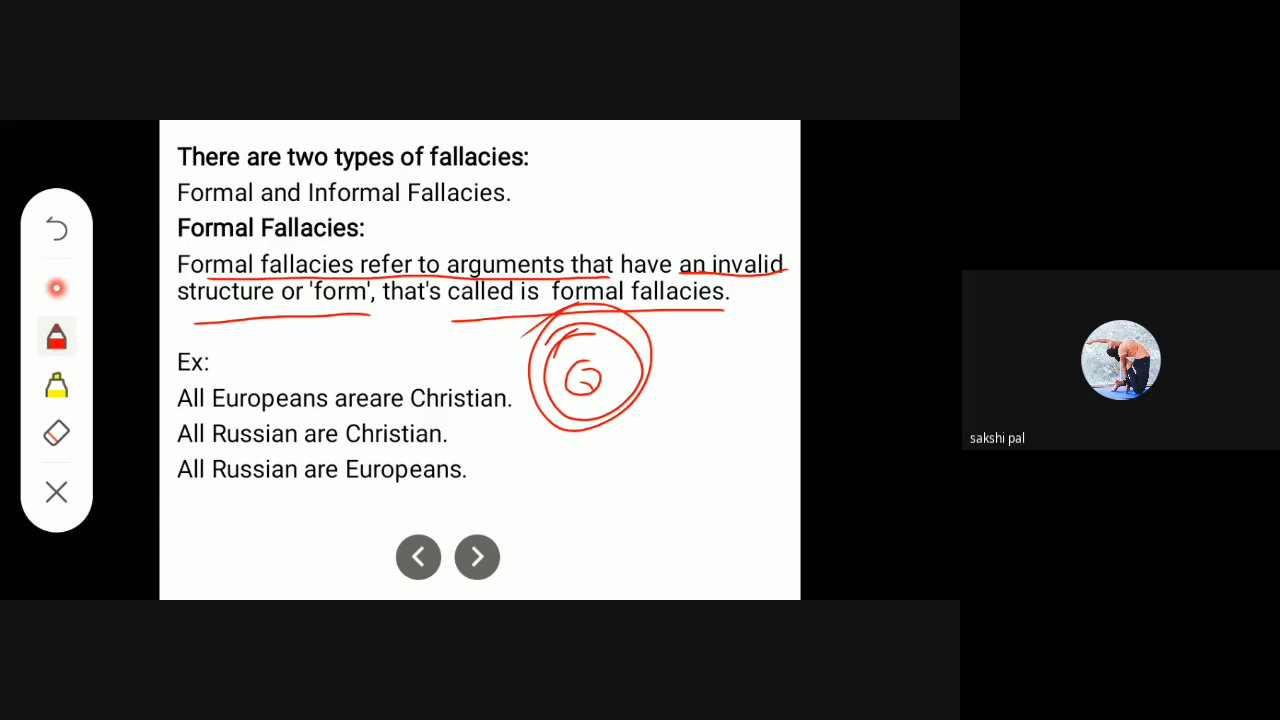 There are two types of fallacies:
Formal and Informal Fallacies.
Formal Fallacies:
Formal fallacies refer to arguments that have an invalid
structure or 'form', that's called is formal fallacies.
Ex:
All Europeans areare Christian.
All Russian are Christian.
All Russian are Europeans.
sakshi pal